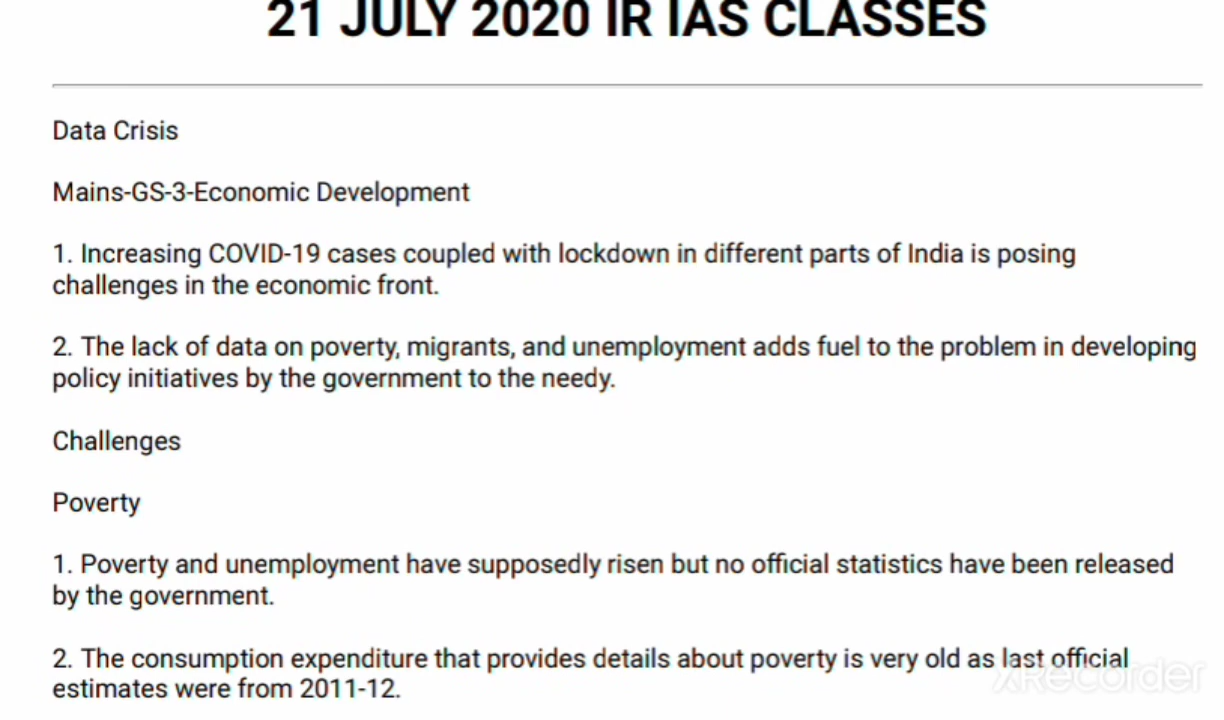 21 JULY 2020 IR IAS CLASSES
Data Crisis
Mains-GS-3-Economic Development
1. Increasing COVID-19 cases coupled with lockdown in different parts of India is posing
challenges in the economic front.
2. The lack of data on poverty, migrants, and unemployment adds fuel to the problem in developing
policy initiatives by the government to the needy.
Challenges
Poverty
1. Poverty and unemployment have supposedly risen but no official statistics have been released
by the government.
2. The consumption expenditure that provides details about poverty is very old as last official
estimates were from 2011-12.
XRecorder